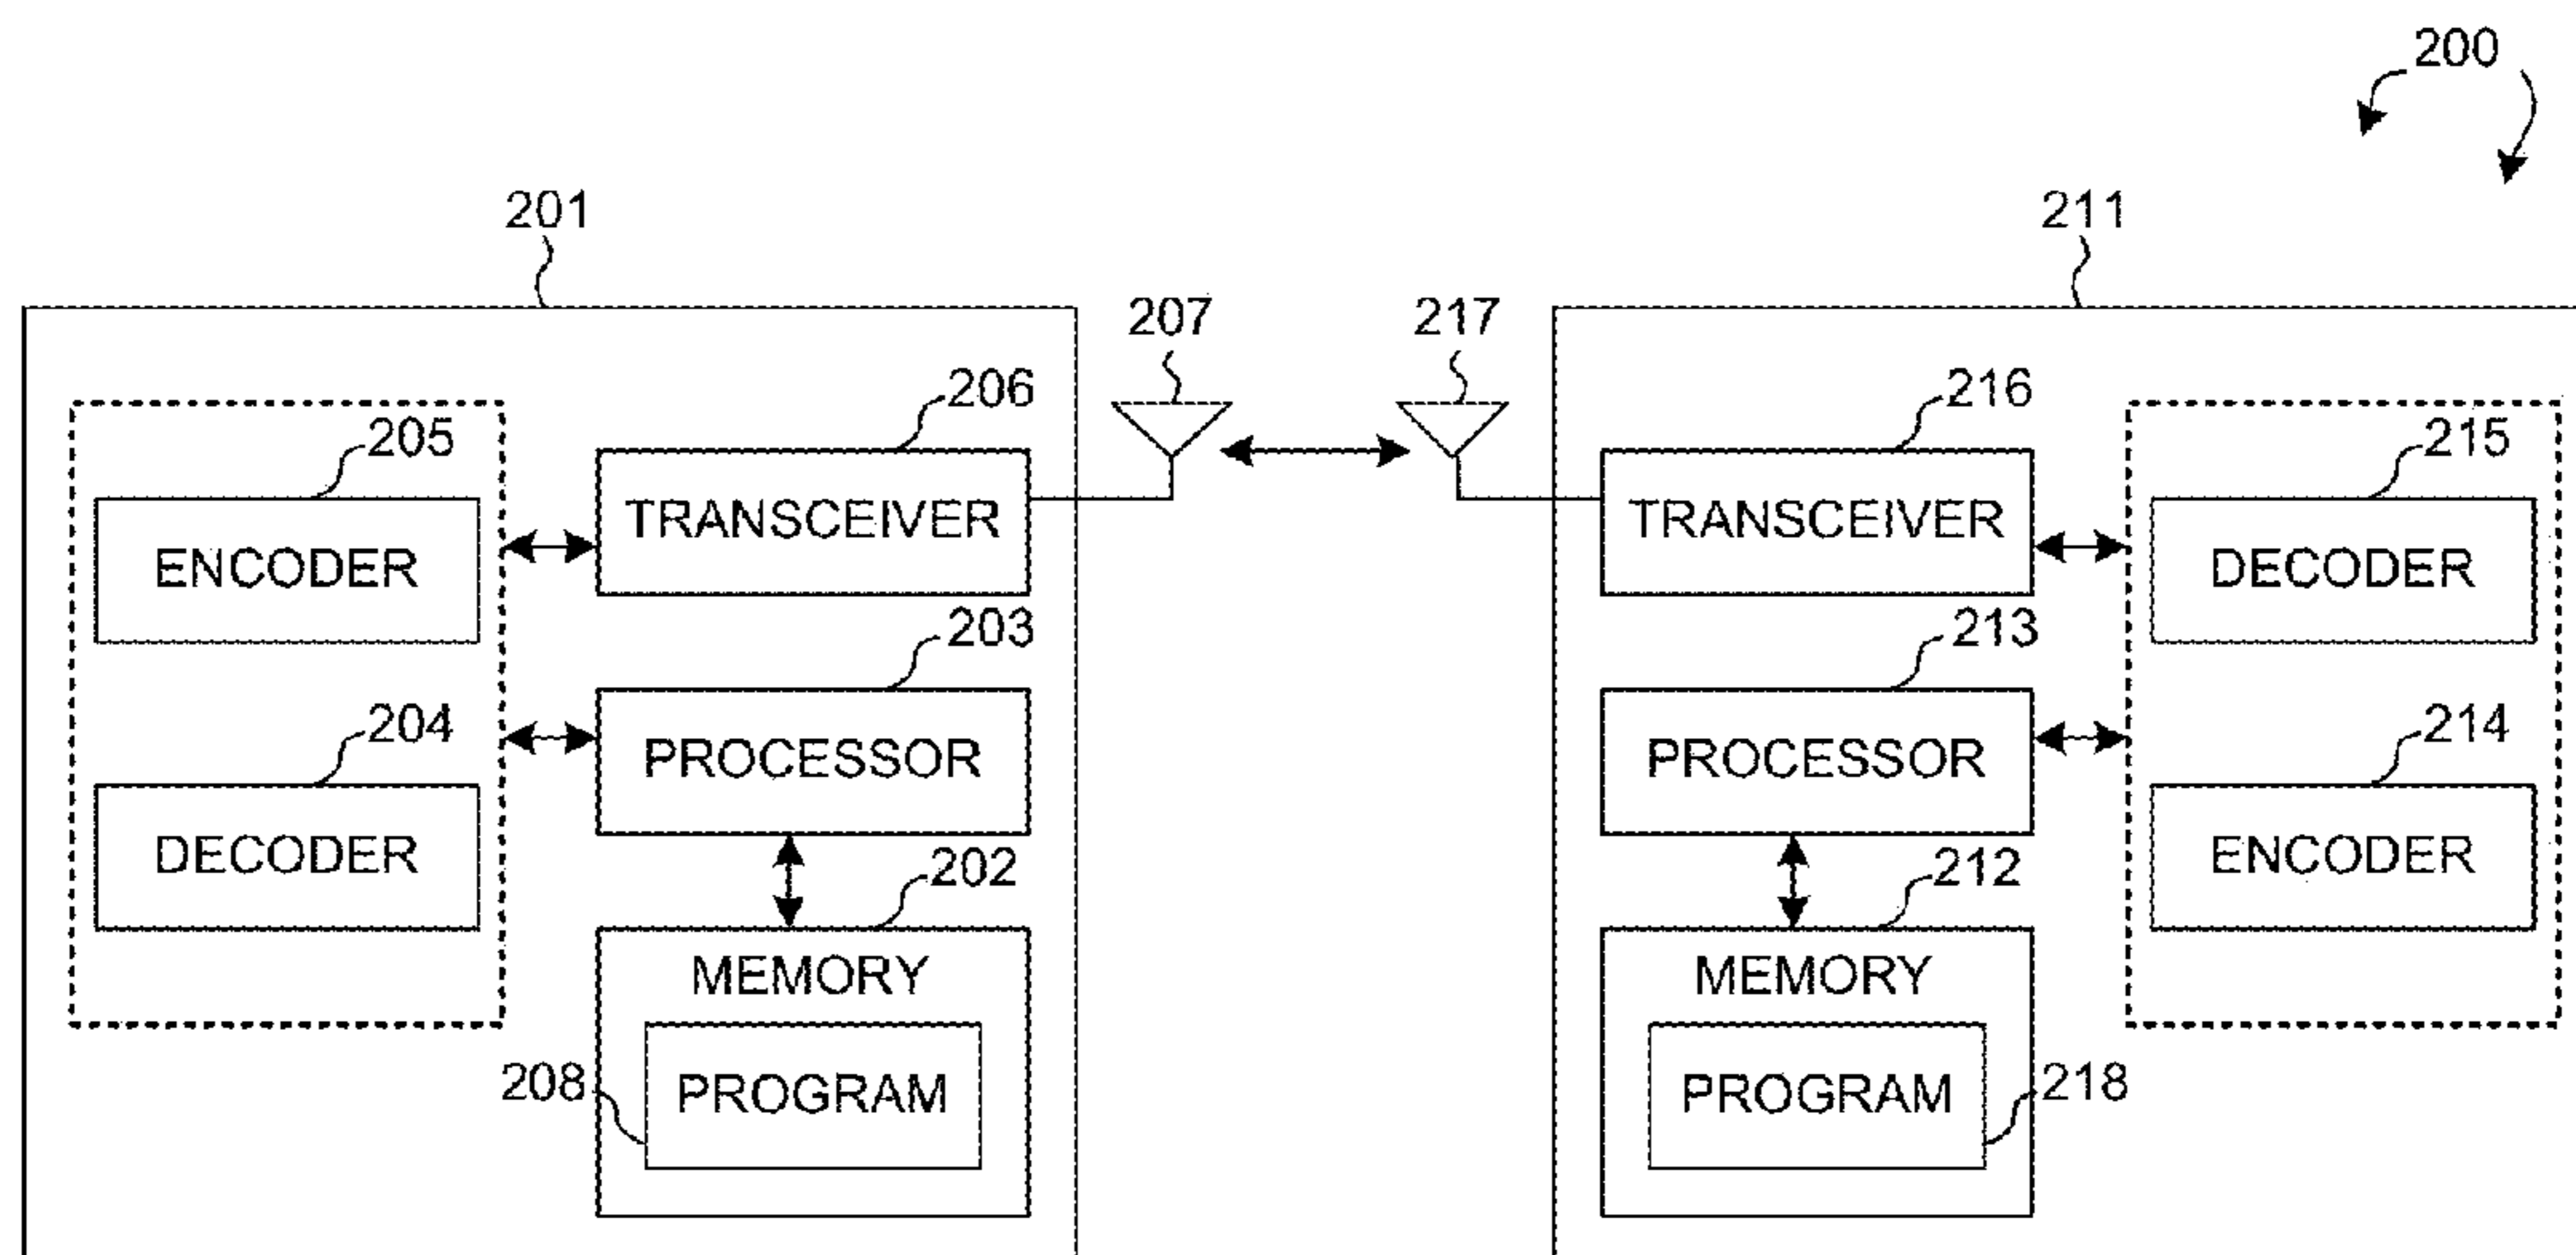 200
201
211
207
217
206
216
205
215
TRANSCEIVER
TRANSCEIVER
ENCODER
DECODER
203
213
204
214
PROCESSOR
PROCESSOR
DECODER
ENCODER
202
212
MEMORY
MEMORY
208
PROGRAM
PROGRAM
218